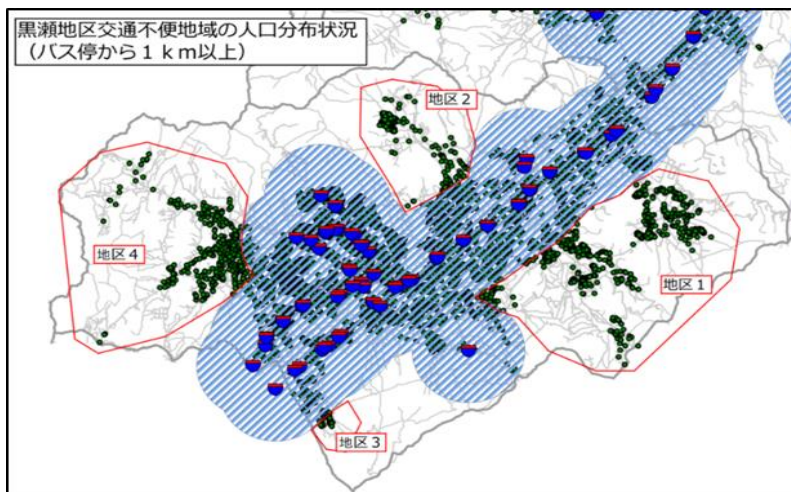 黒瀬地区交通不便地域の人口分布状況
（バス停から１ｋｍ以上）
地区２
地区４
地区１
地区３